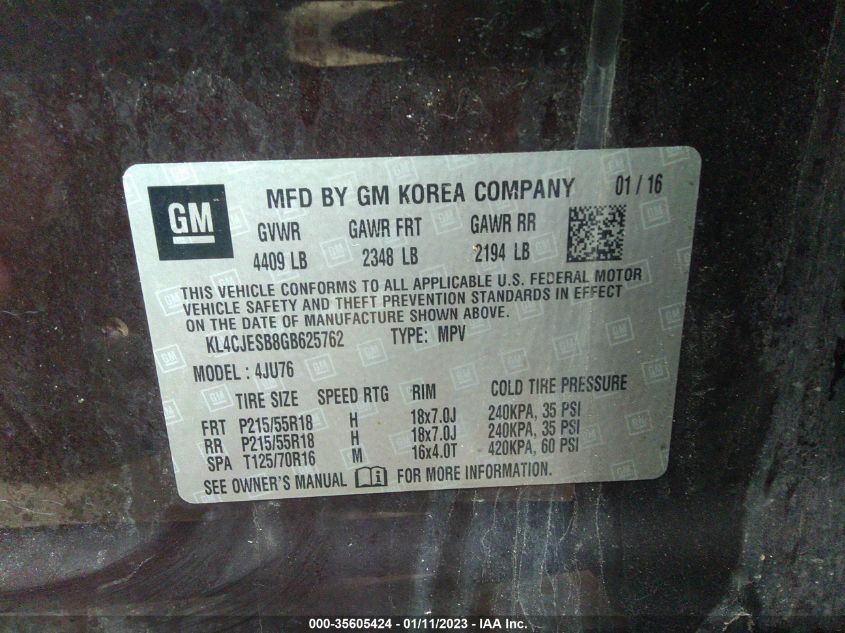 GM
MFD BY GM KOREA COMPANY 01 / 16
GVWR GAWR FRT GAWR RR
4409 LB 2348 LB 2194 LB
THIS VEHICLE CONFORMS TO ALL APPLICABLE U.S. FEDERAL MOTOR
VEHICLE SAFETY AND THEFT PREVENTION STANDARDS IN EFFECT
ON THE DATE OF MANUFACTURE SHOWN ABOVE.
KL4CJESB8GB625762 TYPE: MPV
MODEL : 4JU76
TIRE SIZE SPEED RTG RIM COLD TIRE PRESSURE
FRT P215/55R18 H 18x7.0J 240KPA, 35 PSI
RR P215/55R18 H 18x7.0J 240KPA, 35 PSI
SPA T125/70R16 M 16x4.0T 420KPA, 60 PSI
SEE OWNER'S MANUAL FOR MORE INFORMATION.
000-35605424 - 01/11/2023 - IAA Inc.